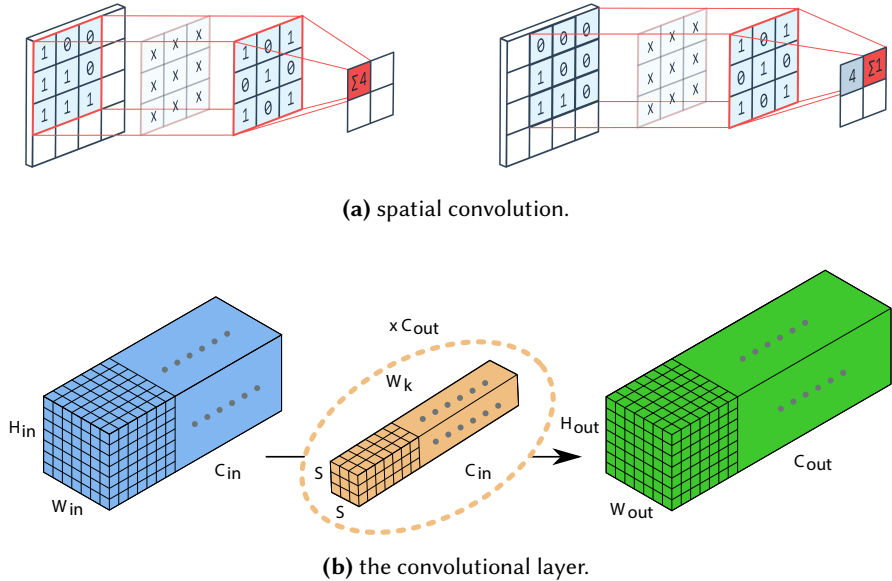 1 0 0 x x x 1 0 1
1 1 0 x x x 0 1 0 Σ4
1 1 1 x x x 1 0 1
0 0 0 x x x 1 0 1
1 0 0 x x x 0 1 0 4 Σ1
1 1 0 x x x 1 0 1
(a) spatial convolution.
x Cout
Wk
Hin
Hout
S
Cin
Cin
Cout
Win
S
Wout
(b) the convolutional layer.